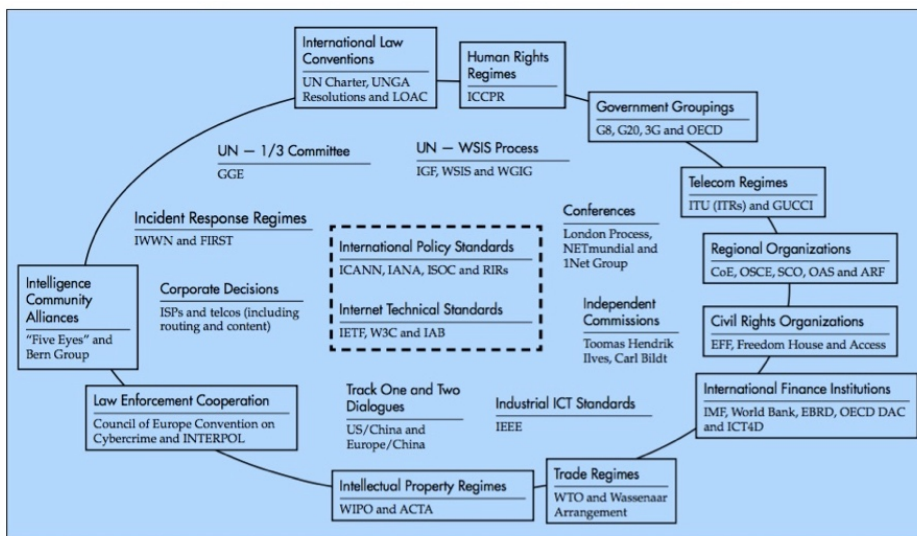 International Law
Conventions
UN Charter, UNGA
Resolutions and LOAC
Human Rights
Regimes
ICCPR
Government Groupings
G8, G20, 3G and OECD
UN — 1/3 Committee
GGE
UN — WSIS Process
IGF, WSIS and WGIG
Telecom Regimes
ITU (ITRs) and GUCCI
Incident Response Regimes
IWWN and FIRST
Conferences
London Process,
NETmundial and
1Net Group
International Policy Standards
ICANN, IANA, ISOC and RIRs
Regional Organizations
CoE, OSCE, SCO, OAS and ARF
Intelligence
Community
Alliances
"Five Eyes" and
Bern Group
Corporate Decisions
ISPs and telcos (including
routing and content)
Internet Technical Standards
IETF, W3C and IAB
Independent
Commissions
Toomas Hendrik
Ilves, Carl Bildt
Civil Rights Organizations
EFF, Freedom House and Access
Law Enforcement Cooperation
Council of Europe Convention on
Cybercrime and INTERPOL
Track One and Two
Dialogues
US/China and
Europe/China
Industrial ICT Standards
IEEE
International Finance Institutions
IMF, World Bank, EBRD, OECD DAC
and ICT4D
Intellectual Property Regimes
WIPO and ACTA
Trade Regimes
WTO and Wassenaar
Arrangement